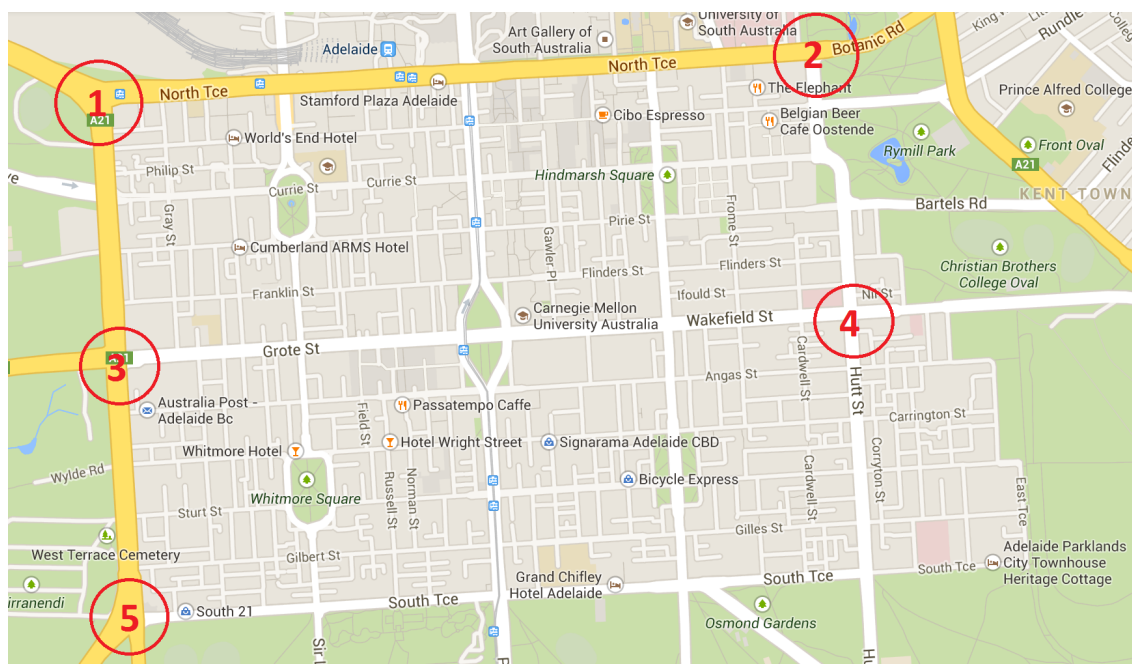 Art Gallery of
South Australia
University of
South Australia
2
Botanic Rd
King W
Rundle
Adelaide
North Tce
The Elephant
Prince Alfred College
1
North Tce
Stamford Plaza Adelaide
Cibo Espresso
Belgian Beer
Cafe Oostende
A21
World's End Hotel
Rymill Park
Front Oval
A21
Philip St
Currie St
Currie St
Hindmarsh Square
KENT TOWN
Gray St
Pirie St
Frome St
Bartels Rd
Cumberland ARMS Hotel
Gawler Pl
Christian Brothers
College Oval
Franklin St
Flinders St
Flinders St
Ifould St
Nil St
Carnegie Mellon
University Australia
Wakefield St
4
Grote St
3
Cardwell St
Hutt St
Angas St
Australia Post -
Adelaide Bc
Passatempo Caffe
Field St
Carrington St
Whitmore Hotel
Hotel Wright Street
Signarama Adelaide CBD
Wylde Rd
Russell St
Norman St
Bicycle Express
Cardwell St
Corryton St
East Tce
Whitmore Square
Sturt St
Gilles St
West Terrace Cemetery
Gilbert St
Adelaide Parklands
City Townhouse
Heritage Cottage
South Tce
Grand Chifley
Hotel Adelaide
South Tce
irranendi
5
South 21
South Tce
Osmond Gardens
Sir L
Hu